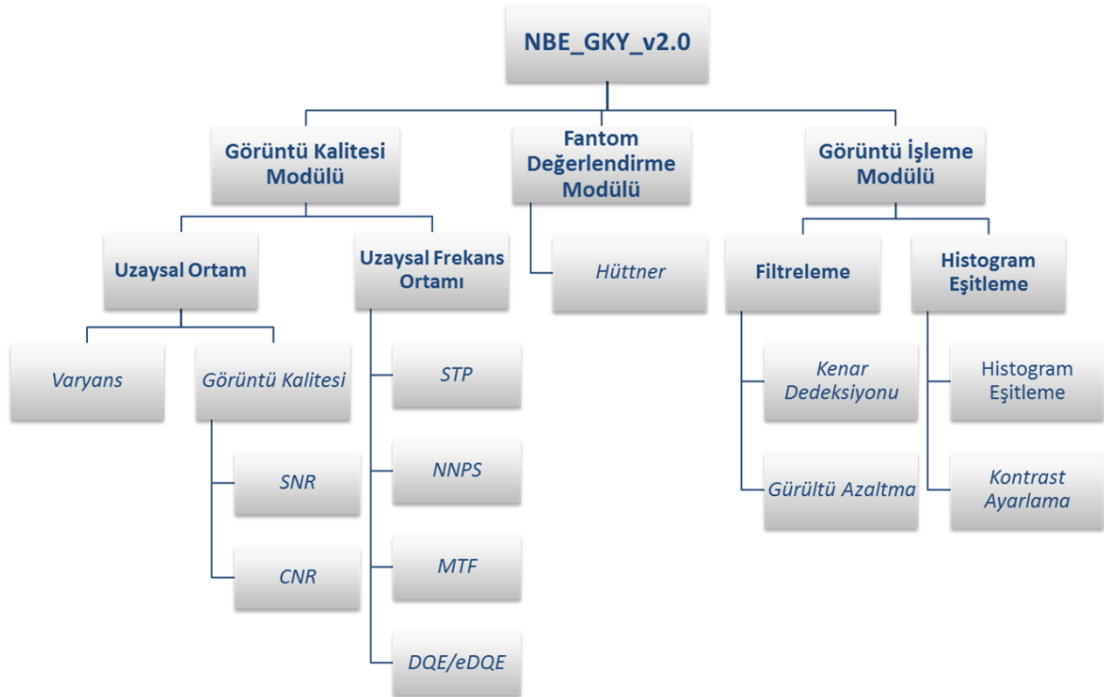 NBE_GKY_v2.0
Görüntü Kalitesi
Modülü
Fantom
Değerlendirme
Modülü
Görüntü İşleme
Modülü
Uzaysal Ortam
Uzaysal Frekans
Ortamı
Hüttner
Filtreleme
Histogram
Eşitleme
Varyans
Görüntü Kalitesi
STP
Kenar
Dedeksiyonu
Histogram
Eşitleme
SNR
NNPS
Gürültü Azaltma
Kontrast
Ayarlama
CNR
MTF
DQE/eDQE